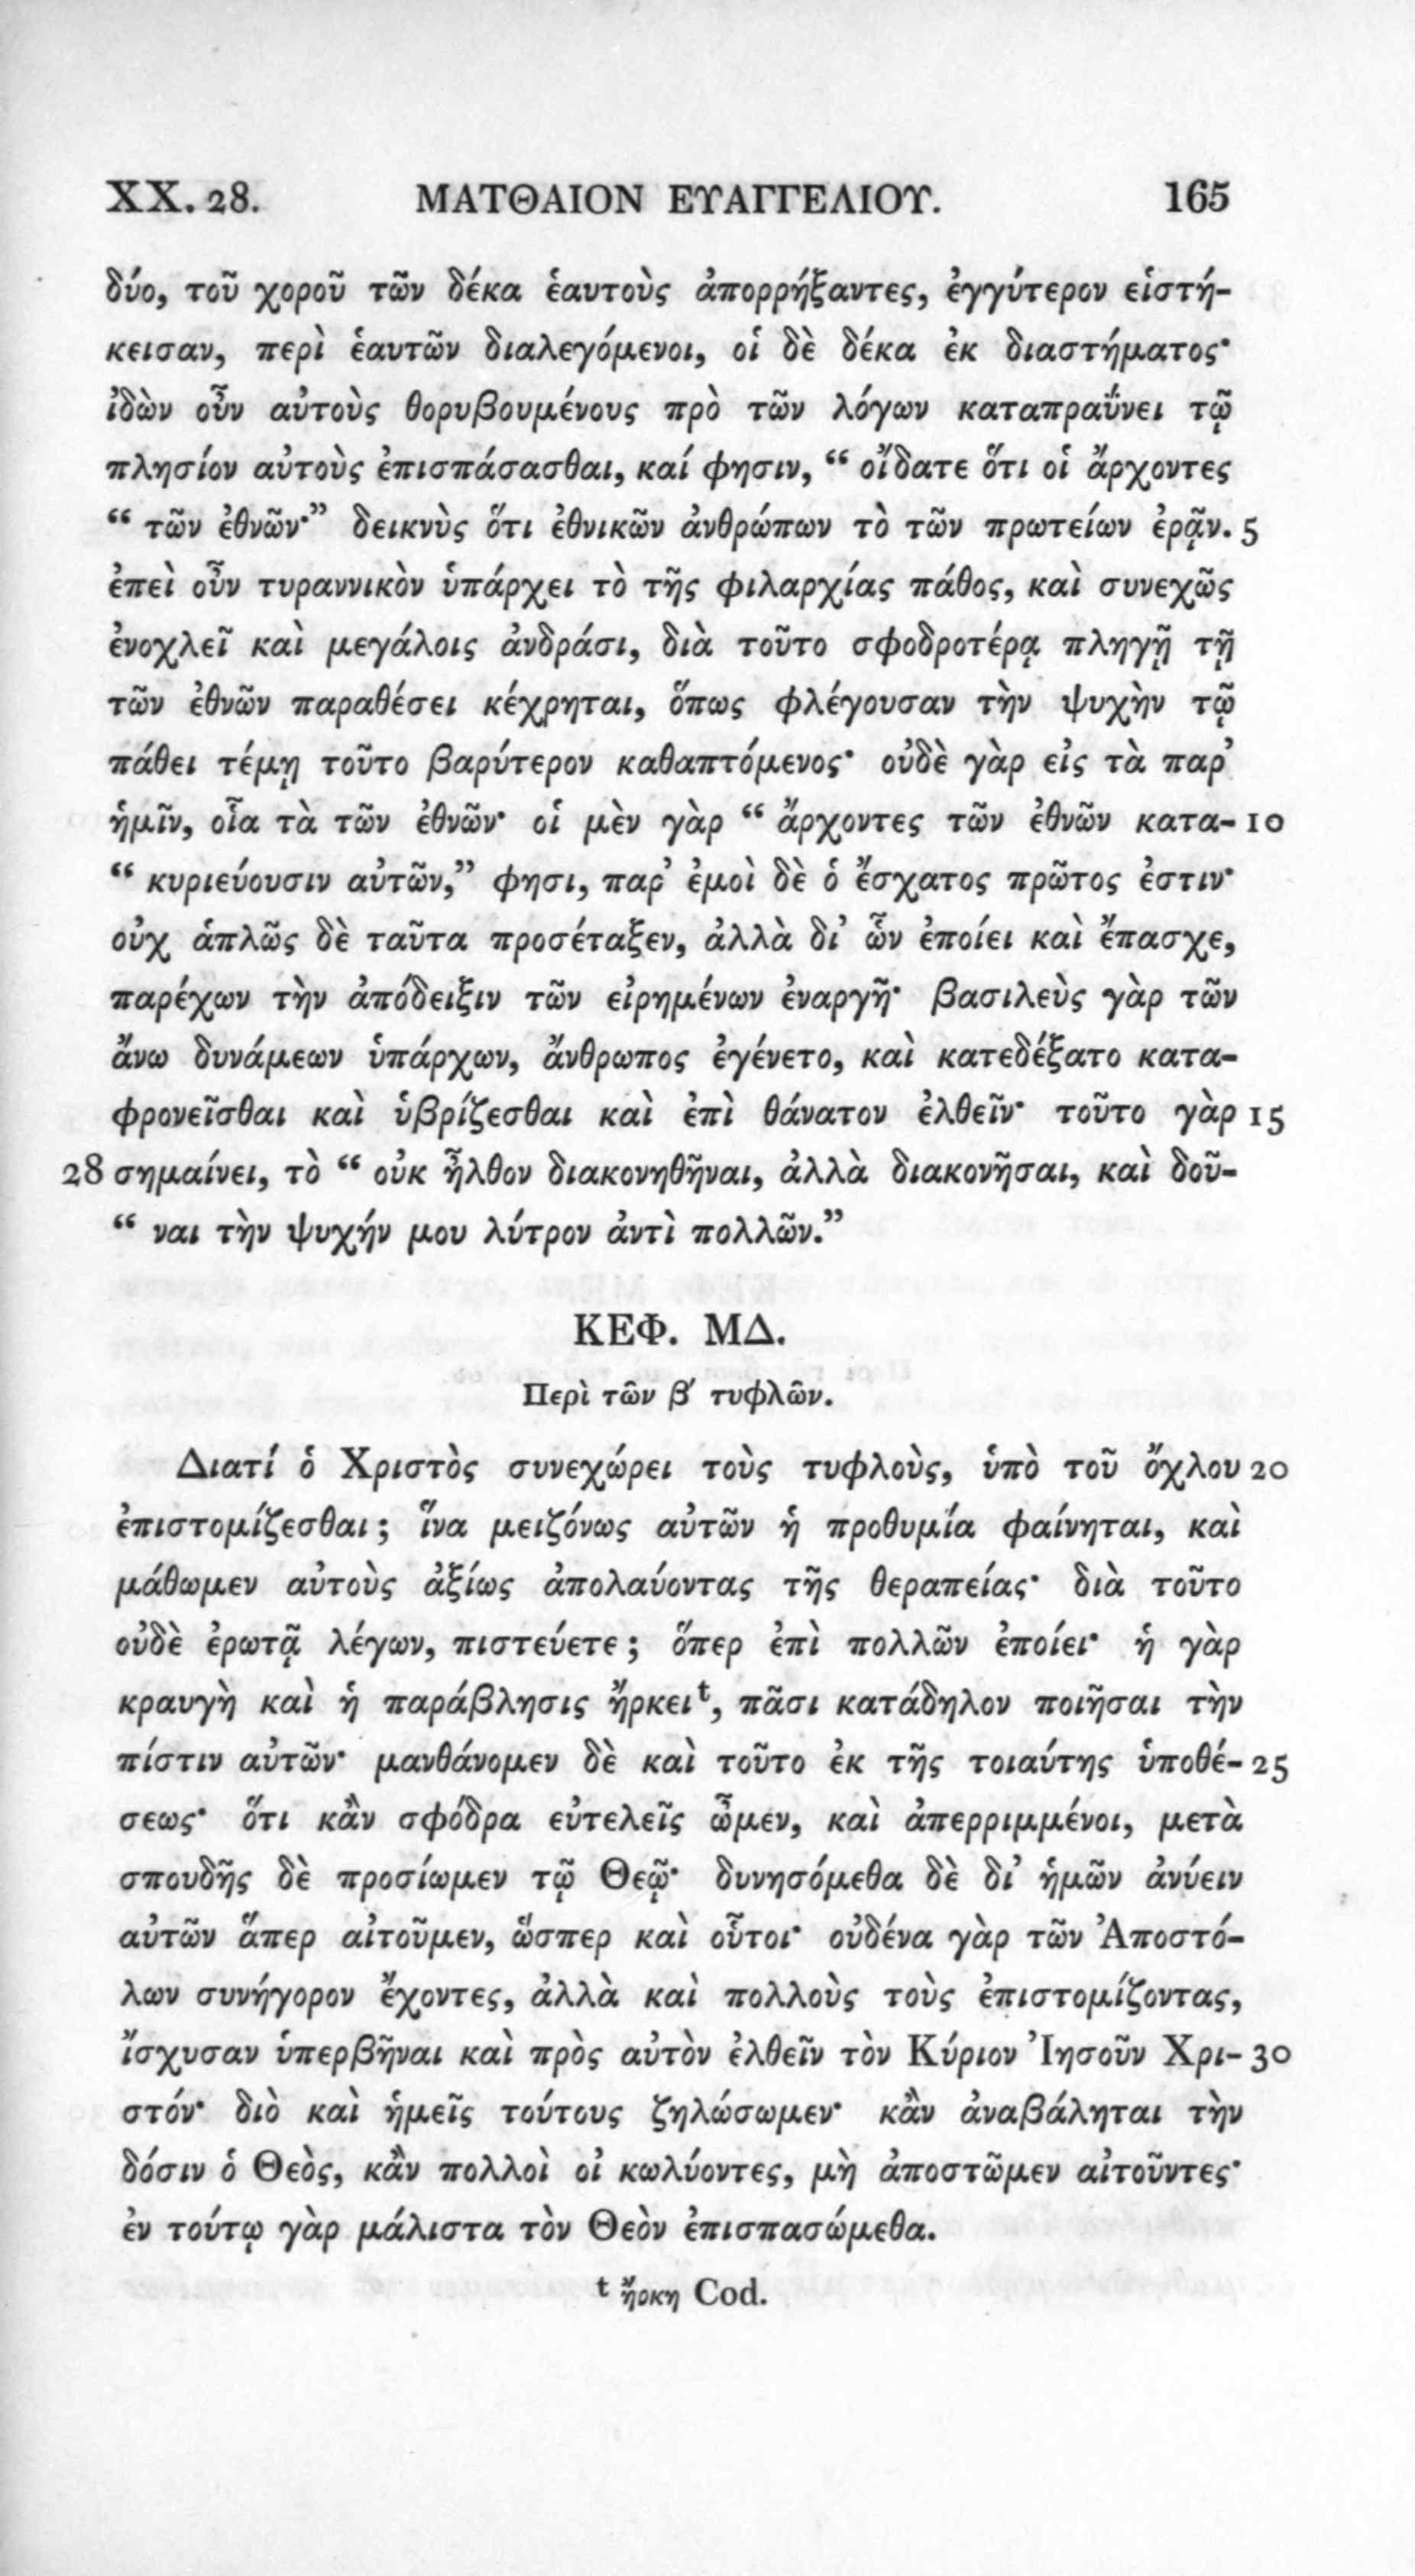 XX. 28. ΜΑΤΘΑΙΟΝ ΕΥΑΓΓΕΛΙΟΥ. 165
δύο, τοῦ χοροῦ τῶν δέκα ἑαυτοὺς ἀπορρήξαντες, ἐγγύτερον εἱστή-
κεισαν, περὶ ἑαυτῶν διαλεγόμενοι, οἱ δὲ δέκα ἐκ διαστήματος·
ἰδὼν οὖν αὐτοὺς θορυβουμένους πρὸ τῶν λόγων καταπραΰνει τῷ
πλησίον αὐτοὺς ἐπισπάσασθαι, καί φησιν, “ οἴδατε ὅτι οἱ ἄρχοντες
“ τῶν ἐθνῶν·” δεικνὺς ὅτι ἐθνικῶν ἀνθρώπων τὸ τῶν πρωτείων ἐρᾷν. 5
ἐπεὶ οὖν τυραννικὸν ὑπάρχει τὸ τῆς φιλαρχίας πάθος, καὶ συνεχῶς
ἐνοχλεῖ καὶ μεγάλοις ἀνδράσι, διὰ τοῦτο σφοδροτέρᾳ πληγῇ τῇ
τῶν ἐθνῶν παραθέσει κέχρηται, ὅπως φλέγουσαν τὴν ψυχὴν τῷ
πάθει τέμῃ τοῦτο βαρύτερον καθαπτόμενος· οὐδὲ γὰρ εἰς τὰ παρ’
ἡμῖν, οἷα τὰ τῶν ἐθνῶν· οἱ μὲν γὰρ “ ἄρχοντες τῶν ἐθνῶν κατα- 10
“ κυριεύουσιν αὐτῶν,” φησι, παρ’ ἐμοὶ δὲ ὁ ἔσχατος πρῶτος ἐστιν·
οὐχ ἁπλῶς δὲ ταῦτα προσέταξεν, ἀλλὰ δι’ ὧν ἐποίει καὶ ἔπασχε,
παρέχων τὴν ἀπόδειξιν τῶν εἰρημένων ἐναργῆ· βασιλεὺς γὰρ τῶν
ἄνω δυνάμεων ὑπάρχων, ἄνθρωπος ἐγένετο, καὶ κατεδέξατο κατα-
φρονεῖσθαι καὶ ὑβρίζεσθαι καὶ ἐπὶ θάνατον ἐλθεῖν· τοῦτο γὰρ 15
28 σημαίνει, τὸ “ οὐκ ἦλθον διακονηθῆναι, ἀλλὰ διακονῆσαι, καὶ δοῦ-
“ ναι τὴν ψυχήν μου λύτρον ἀντὶ πολλῶν.”
ΚΕΦ. ΜΔ.
Περὶ τῶν β′ τυφλῶν.
Διατί ὁ Χριστὸς συνεχώρει τοὺς τυφλοὺς, ὑπὸ τοῦ ὄχλου 20
ἐπιστομίζεσθαι; ἵνα μειζόνως αὐτῶν ἡ προθυμία φαίνηται, καὶ
μάθωμεν αὐτοὺς ἀξίως ἀπολαύοντας τῆς θεραπείας· διὰ τοῦτο
οὐδὲ ἐρωτᾷ λέγων, πιστεύετε; ὅπερ ἐπὶ πολλῶν ἐποίει· ἡ γὰρ
κραυγὴ καὶ ἡ παράβλησις ἤρκει t, πᾶσι κατάδηλον ποιῆσαι τὴν
πίστιν αὐτῶν· μανθάνομεν δὲ καὶ τοῦτο ἐκ τῆς τοιαύτης ὑποθέ- 25
σεως· ὅτι κἂν σφόδρα εὐτελεῖς ὦμεν, καὶ ἀπερριμμένοι, μετὰ
σπουδῆς δὲ προσίωμεν τῷ Θεῷ· δυνησόμεθα δὲ δι’ ἡμῶν ἀνύειν
αὐτῶν ἅπερ αἰτοῦμεν, ὥσπερ καὶ οὗτοι· οὐδένα γὰρ τῶν Ἀποστό-
λων συνήγορον ἔχοντες, ἀλλὰ καὶ πολλοὺς τοὺς ἐπιστομίζοντας,
ἴσχυσαν ὑπερβῆναι καὶ πρὸς αὐτὸν ἐλθεῖν τὸν Κύριον Ἰησοῦν Χρι- 30
στόν· διὸ καὶ ἡμεῖς τούτους ζηλώσωμεν· κἂν ἀναβάληται τὴν
δόσιν ὁ Θεὸς, κἂν πολλοὶ οἱ κωλύοντες, μὴ ἀποστῶμεν αἰτοῦντες·
ἐν τούτῳ γὰρ μάλιστα τὸν Θεὸν ἐπισπασώμεθα.
t ἤρκη Cod.